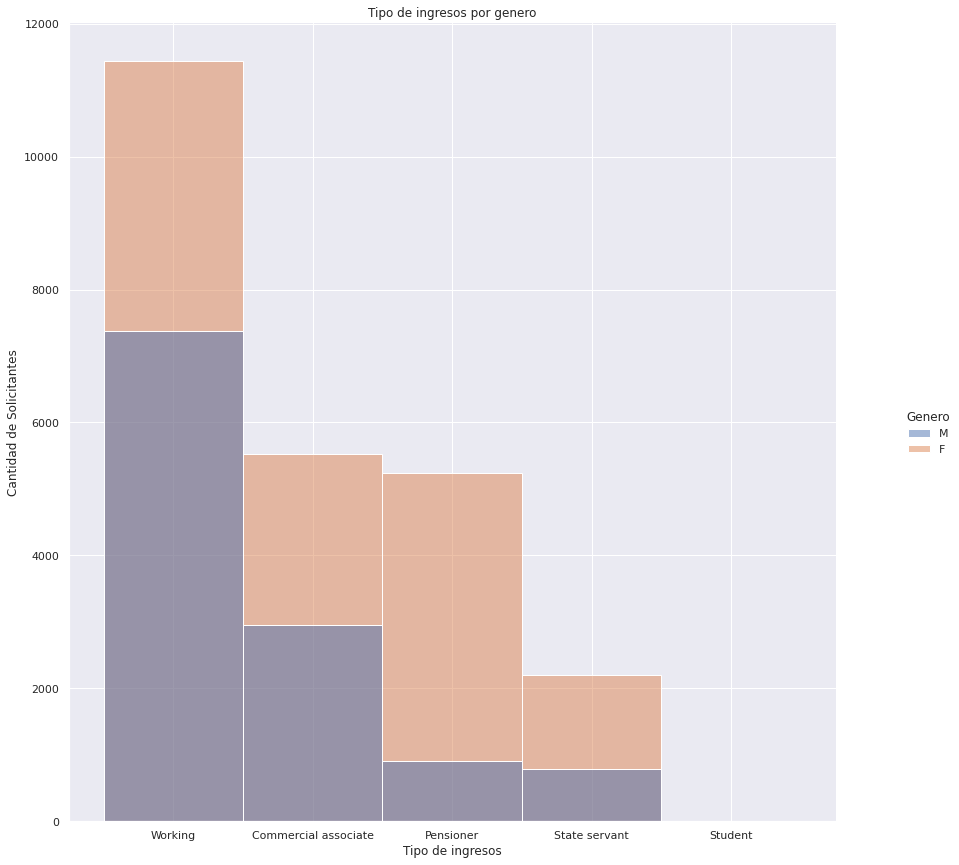 Tipo de ingresos por genero
12000
10000
8000
6000
4000
2000
0
Cantidad de Solicitantes
Working
Commercial associate
Pensioner
State servant
Student
Tipo de ingresos
Genero
M
F